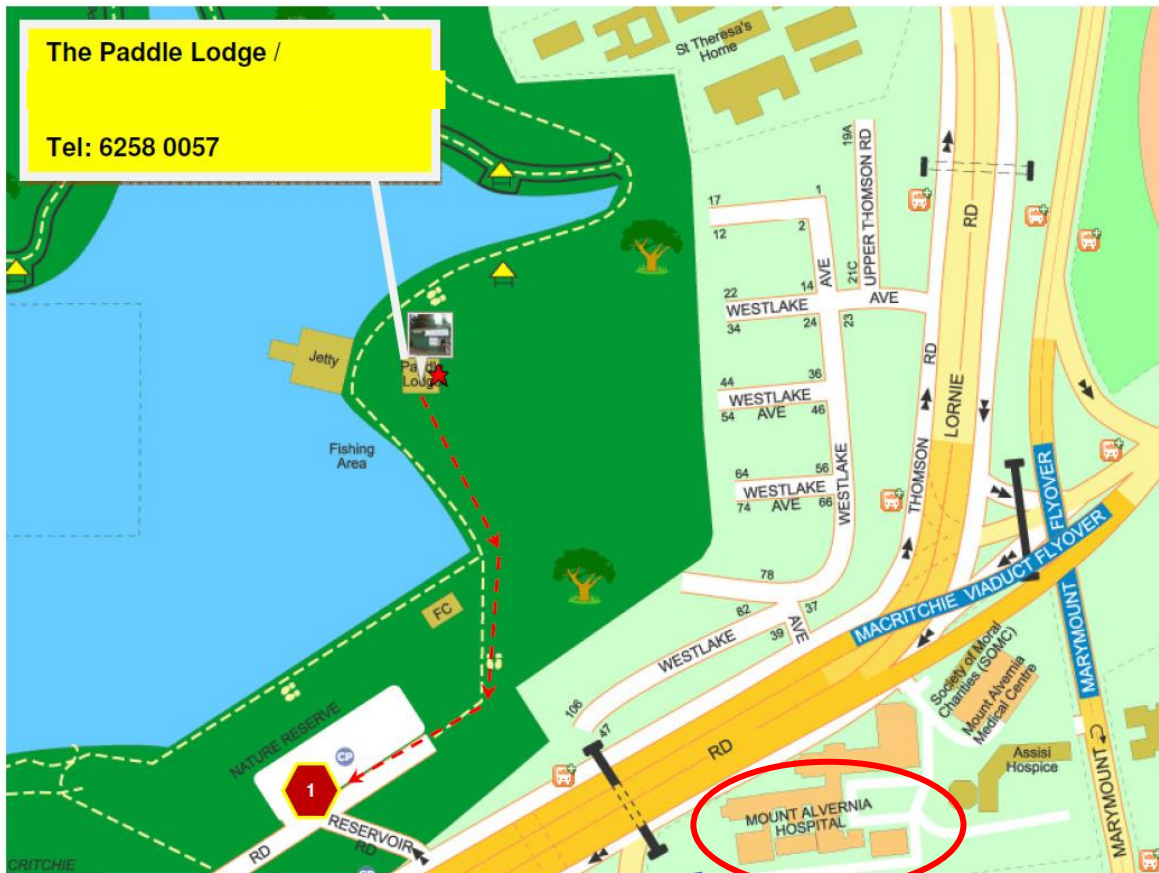 The Paddle Lodge /
Tel: 6258 0057
St Theresa's
Home
19A
UPPER THOMSON RD
21C
17
1
12
2
AVE
RD
22
14
WESTLAKE
AVE
34
24
23
Jetty
Paddle
Lodge
RD
LORNIE
44
36
WESTLAKE
54
AVE
46
Fishing
Area
64
56
WESTLAKE
74
AVE
66
WESTLAKE
THOMSON
FLYOVER
MACRITCHIE VIADUCT FLYOVER
MARYMOUNT
78
82
37
39
AVE
WESTLAKE
FC
106
47
Society of Moral
Charities (SOMC)
Mount Alvernia
Medical Centre
NATURE RESERVE
CP
RD
Assisi
Hospice
1
MOUNT ALVERNIA
HOSPITAL
MARYMOUNT
RESERVOIR
RD
RD
CRITCHIE
CP